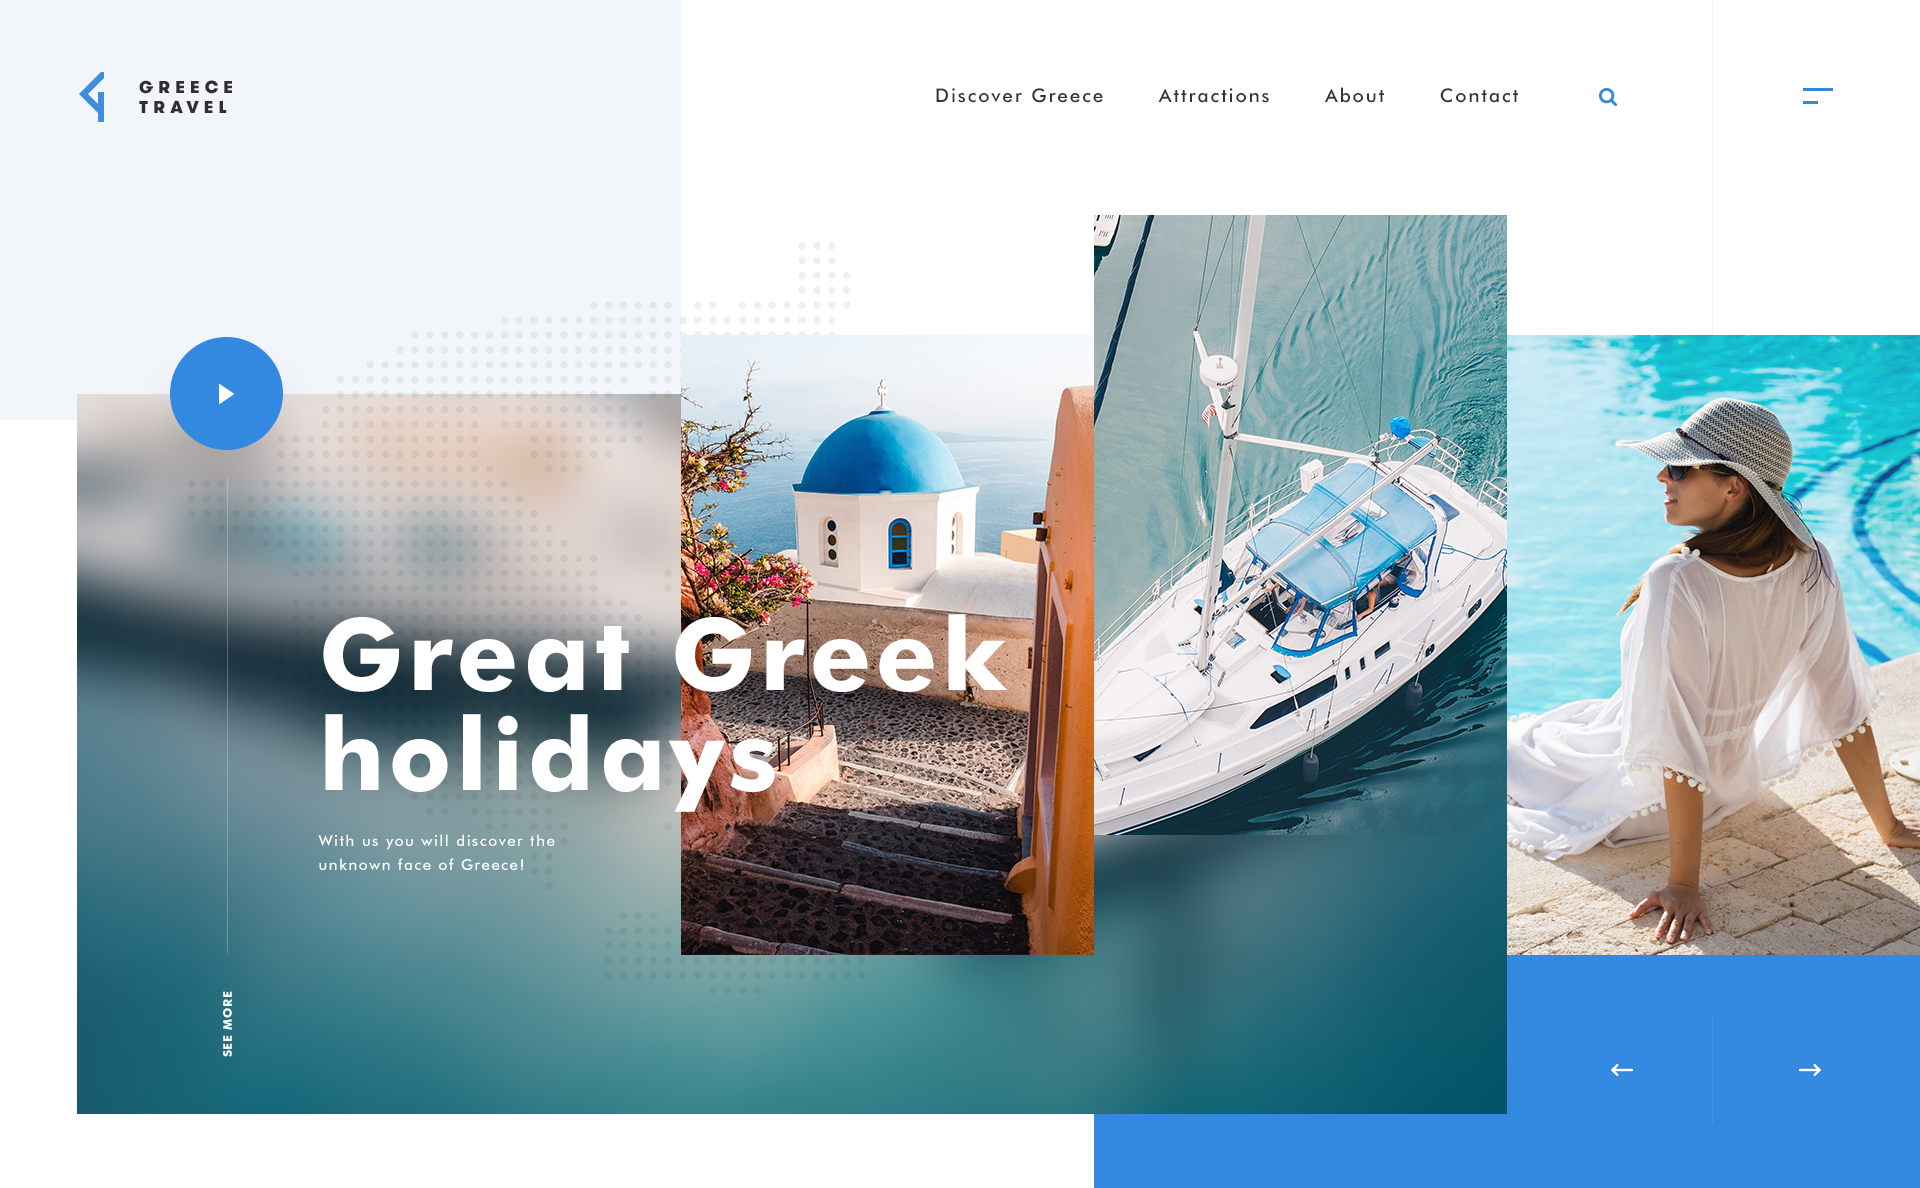 GREECE
TRAVEL
Discover Greece
Attractions
About
Contact
Great Greek
holidays
With us you will discover the
unknown face of Greece!
SEE MORE